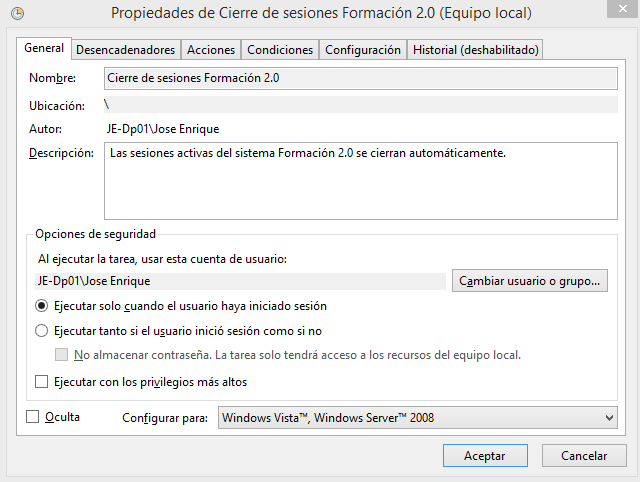 Propiedades de Cierre de sesiones Formación 2.0 (Equipo local)
General Desencadenadores Acciones Condiciones Configuración Historial (deshabilitado)
Nombre: Cierre de sesiones Formación 2.0
Ubicación: \
Autor: JE-Dp01\Jose Enrique
Descripción: Las sesiones activas del sistema Formación 2.0 se cierran automáticamente.
Opciones de seguridad
Al ejecutar la tarea, usar esta cuenta de usuario:
JE-Dp01\Jose Enrique Cambiar usuario o grupo...
Ejecutar solo cuando el usuario haya iniciado sesión
Ejecutar tanto si el usuario inició sesión como si no
No almacenar contraseña. La tarea solo tendrá acceso a los recursos del equipo local.
Ejecutar con los privilegios más altos
Oculta Configurar para: Windows Vista™, Windows Server™ 2008
Aceptar Cancelar